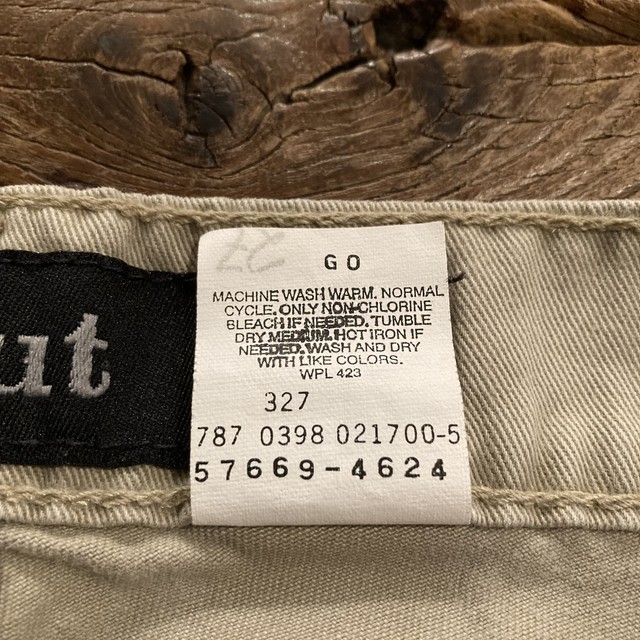 ut
GO
MACHINE WASH WARM. NORMAL
CYCLE. ONLY NON-CHLORINE
BLEACH IF NEEDED. TUMBLE
DRY MEDIUM. HOT IRON IF
NEEDED. WASH AND DRY
WITH LIKE COLORS.
WPL 423
327
787 0398 021700-5
57669-4624